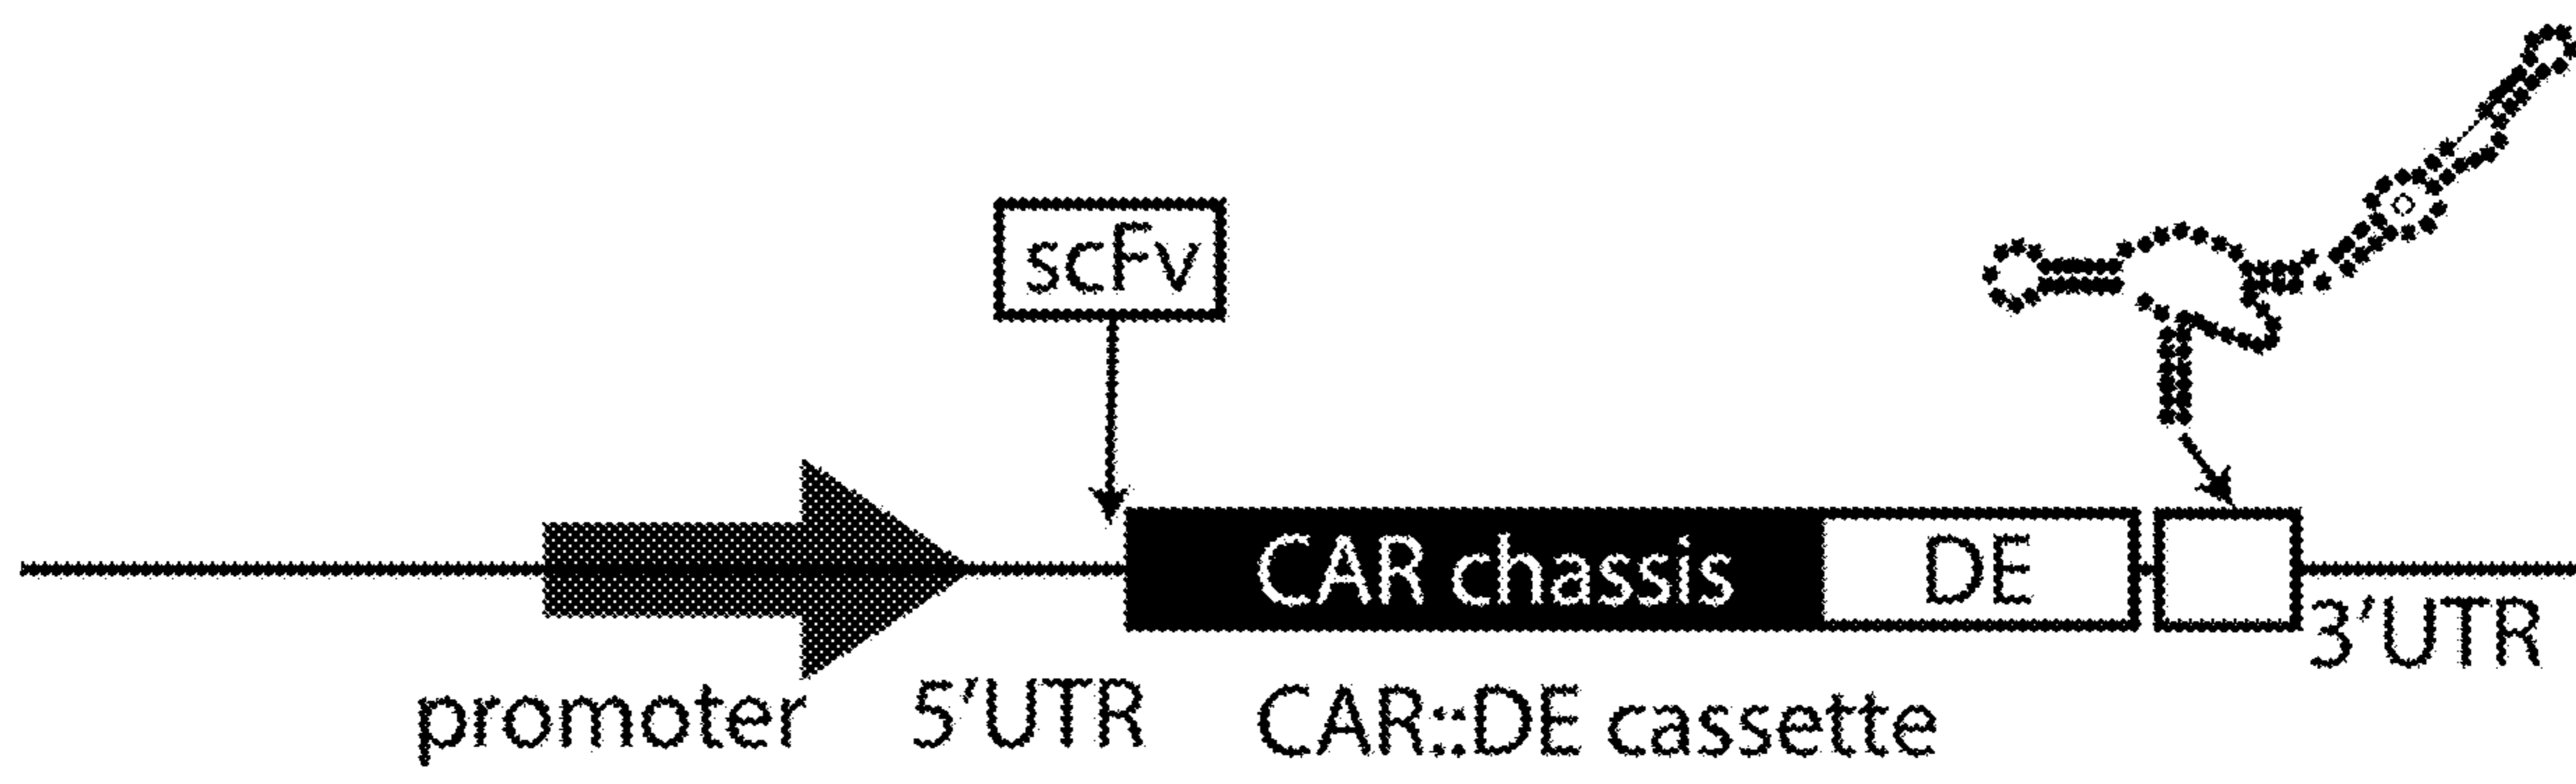 scFv
CAR chassis
DE
3'UTR
promoter
5'UTR
CAR::DE cassette